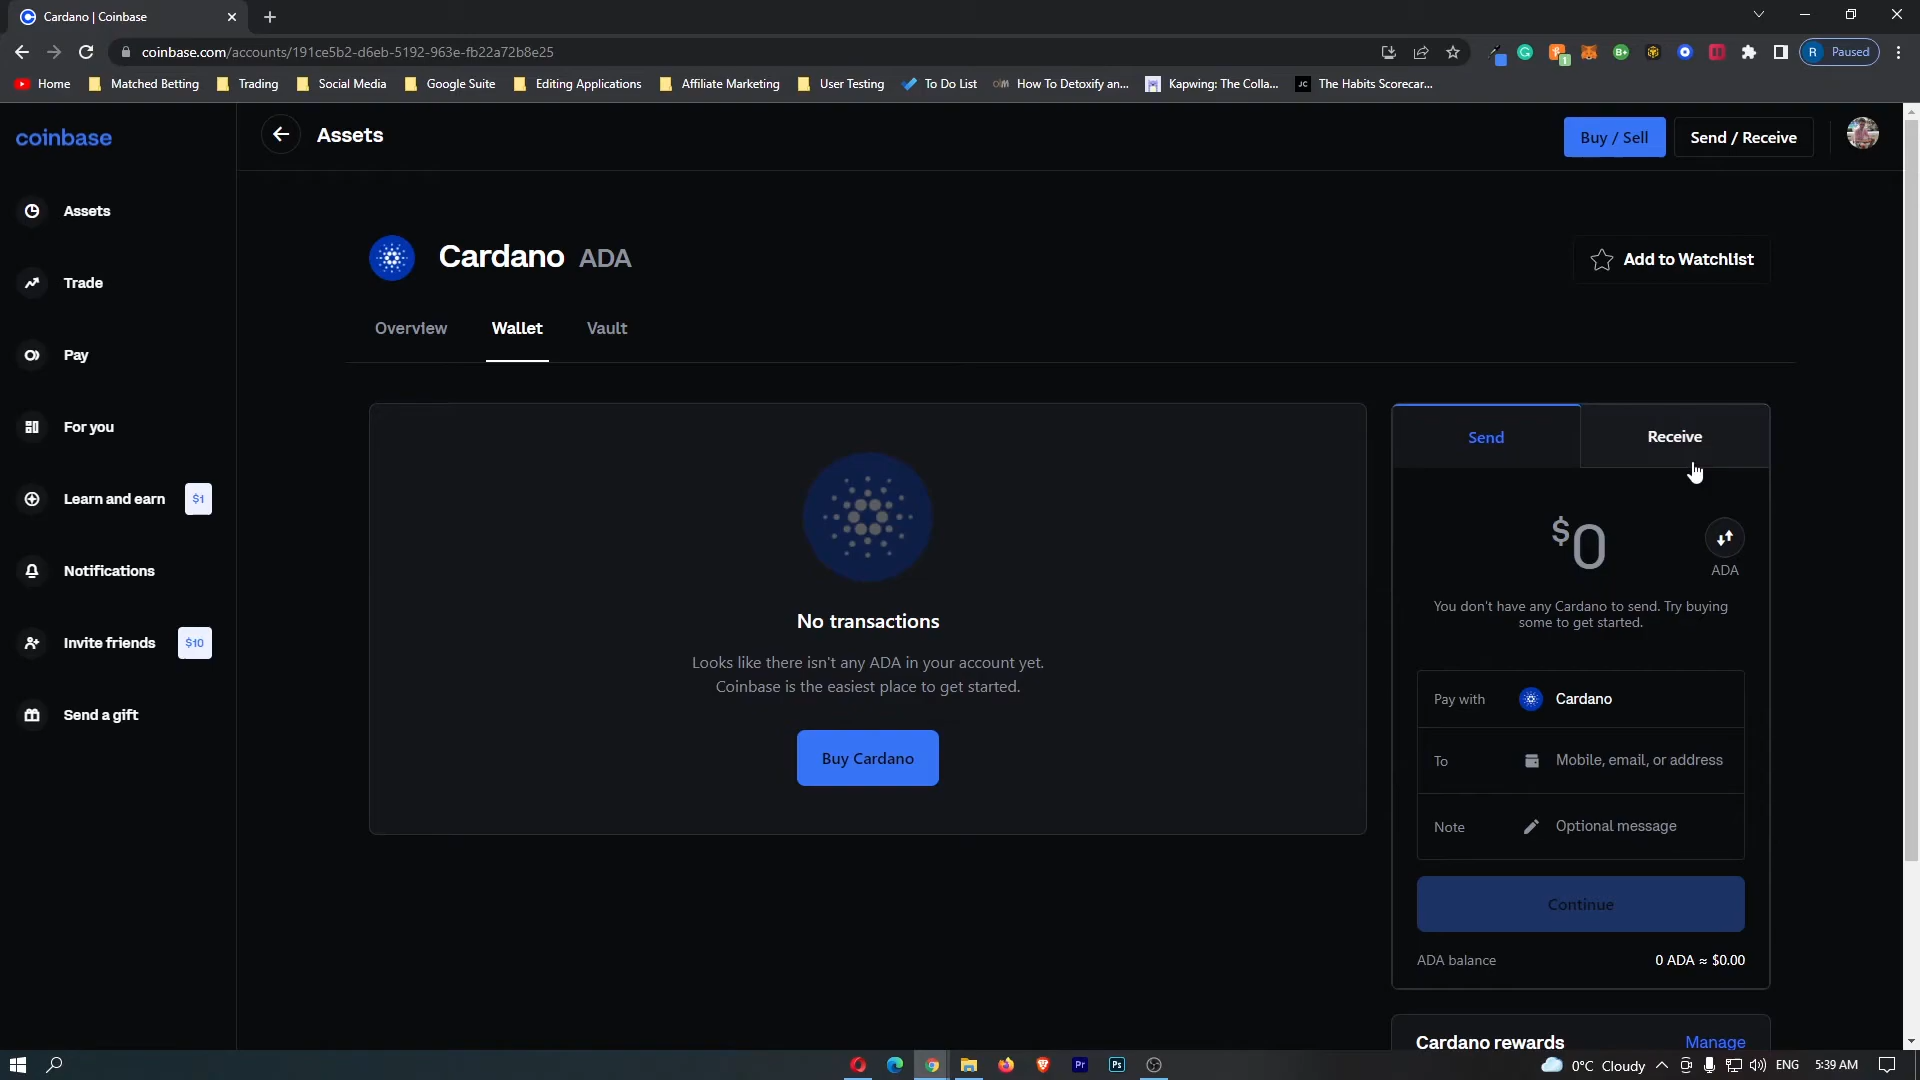 Cardano | Coinbase
coinbase.com/accounts/191ce5b2-d6eb-5192-963e-fb22a72b8e25
R Paused
Home
Matched Betting
Trading
Social Media
Google Suite
Editing Applications
Affiliate Marketing
User Testing
To Do List
How To Detoxify an...
Kapwing: The Colla...
JC The Habits Scorecar...
coinbase
Assets
Buy / Sell
Send / Receive
Assets
Trade
Pay
For you
Learn and earn $1
Notifications
Invite friends $10
Send a gift
Cardano ADA
Add to Watchlist
Overview
Wallet
Vault
No transactions
Looks like there isn't any ADA in your account yet.
Coinbase is the easiest place to get started.
Buy Cardano
Send
Receive
$0
ADA
You don't have any Cardano to send. Try buying
some to get started.
Pay with Cardano
To Mobile, email, or address
Note Optional message
Continue
ADA balance 0 ADA ≈ $0.00
Cardano rewards Manage
Pr
Ps
0°C Cloudy
ENG
5:39 AM